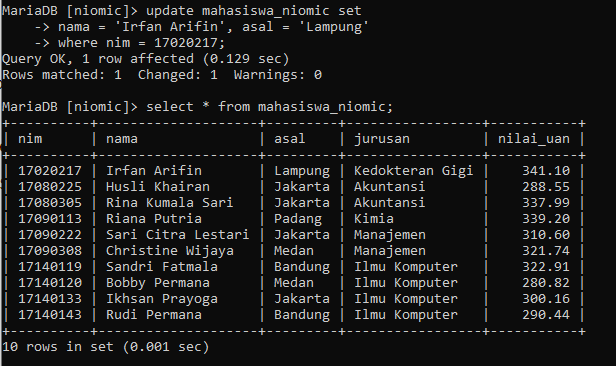 MariaDB [niomic]> update mahasiswa_niomic set
    -> nama = 'Irfan Arifin', asal = 'Lampung'
    -> where nim = 17020217;
Query OK, 1 row affected (0.129 sec)
Rows matched: 1  Changed: 1  Warnings: 0

MariaDB [niomic]> select * from mahasiswa_niomic;
+----------+--------------------+---------+-----------------+-----------+
| nim      | nama               | asal    | jurusan         | nilai_uan |
+----------+--------------------+---------+-----------------+-----------+
| 17020217 | Irfan Arifin       | Lampung | Kedokteran Gigi |    341.10 |
| 17080225 | Husli Khairan      | Jakarta | Akuntansi       |    288.55 |
| 17080305 | Rina Kumala Sari   | Jakarta | Akuntansi       |    337.99 |
| 17090113 | Riana Putria       | Padang  | Kimia           |    339.20 |
| 17090222 | Sari Citra Lestari | Jakarta | Manajemen       |    310.60 |
| 17090308 | Christine Wijaya   | Medan   | Manajemen       |    321.74 |
| 17140119 | Sandri Fatmala     | Bandung | Ilmu Komputer   |    322.91 |
| 17140120 | Bobby Permana      | Medan   | Ilmu Komputer   |    280.82 |
| 17140133 | Ikhsan Prayoga     | Jakarta | Ilmu Komputer   |    300.16 |
| 17140143 | Rudi Permana       | Bandung | Ilmu Komputer   |    290.44 |
+----------+--------------------+---------+-----------------+-----------+
10 rows in set (0.001 sec)